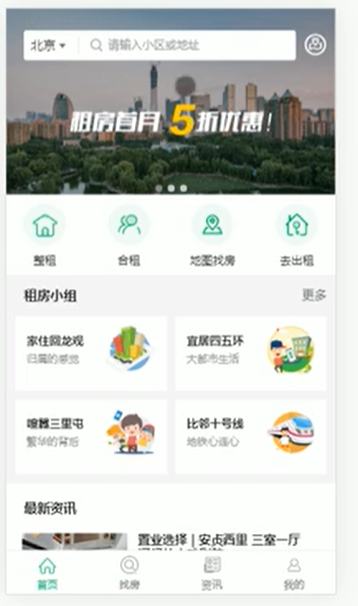 北京
请输入小区或地址
租房首月5折优惠!
整租
合租
地图找房
去出租
租房小组
更多
家住回龙观
归属的感觉
宜居四五环
大都市生活
喧嚣三里屯
繁华的背后
比邻十号线
地铁心连心
最新资讯
置业选择 | 安贞西里 三室一厅
首页
找房
资讯
我的